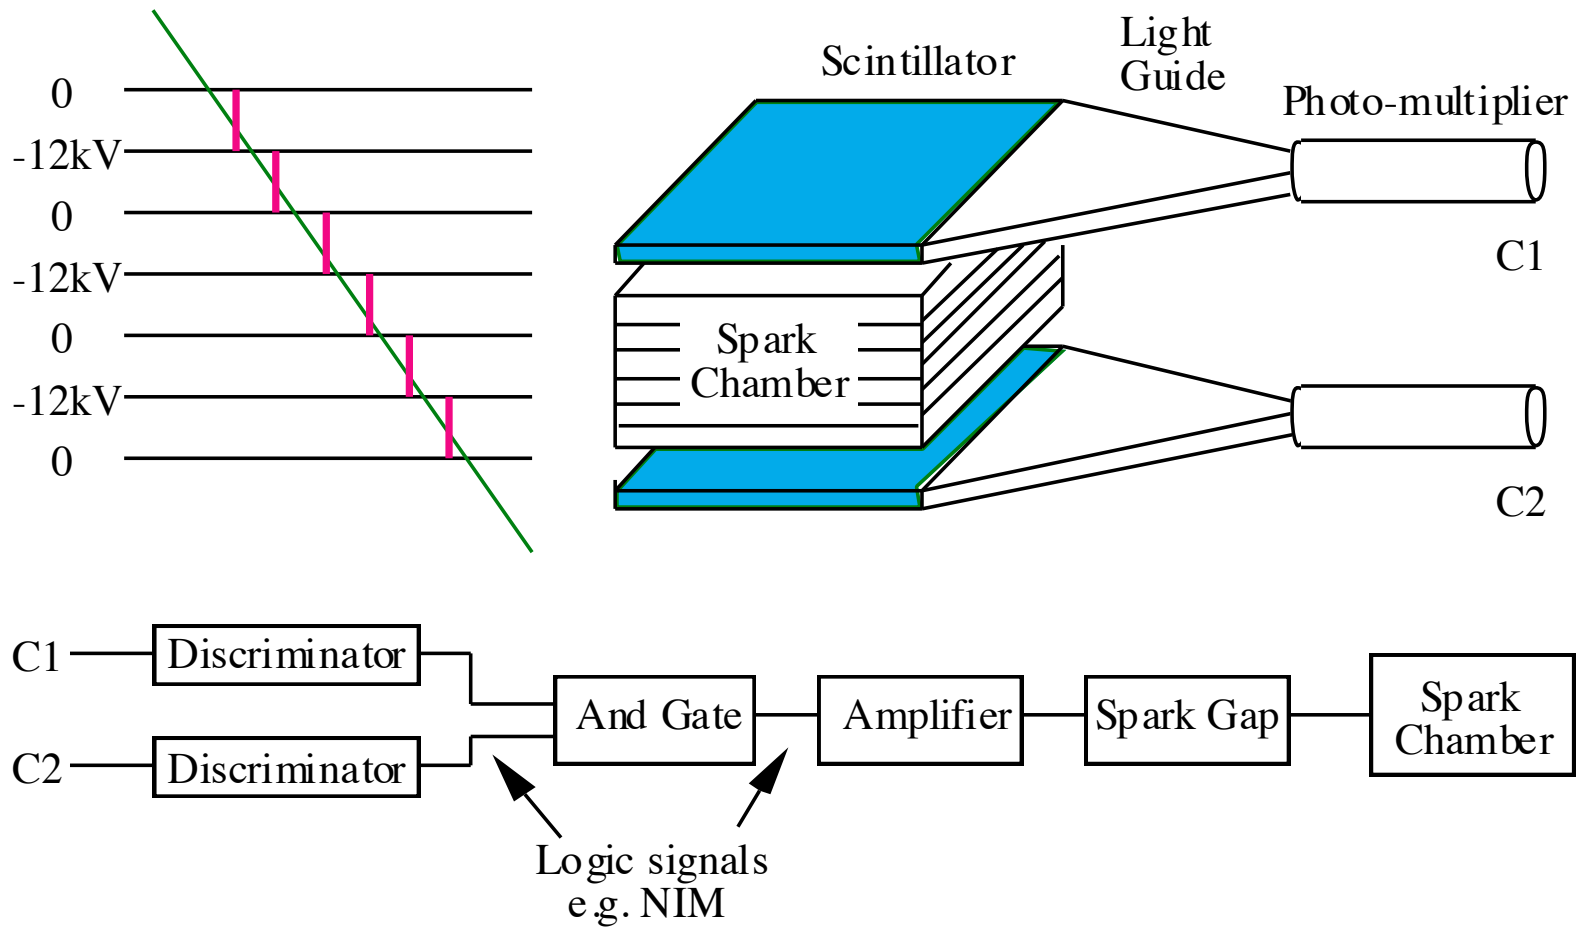 0
-12kV
0
-12kV
0
-12kV
0
Scintillator
Light
Guide
Photo-multiplier
C1
Spark
Chamber
C2
C1
Discriminator
C2
Discriminator
And Gate
Amplifier
Spark Gap
Spark
Chamber
Logic signals
e.g. NIM